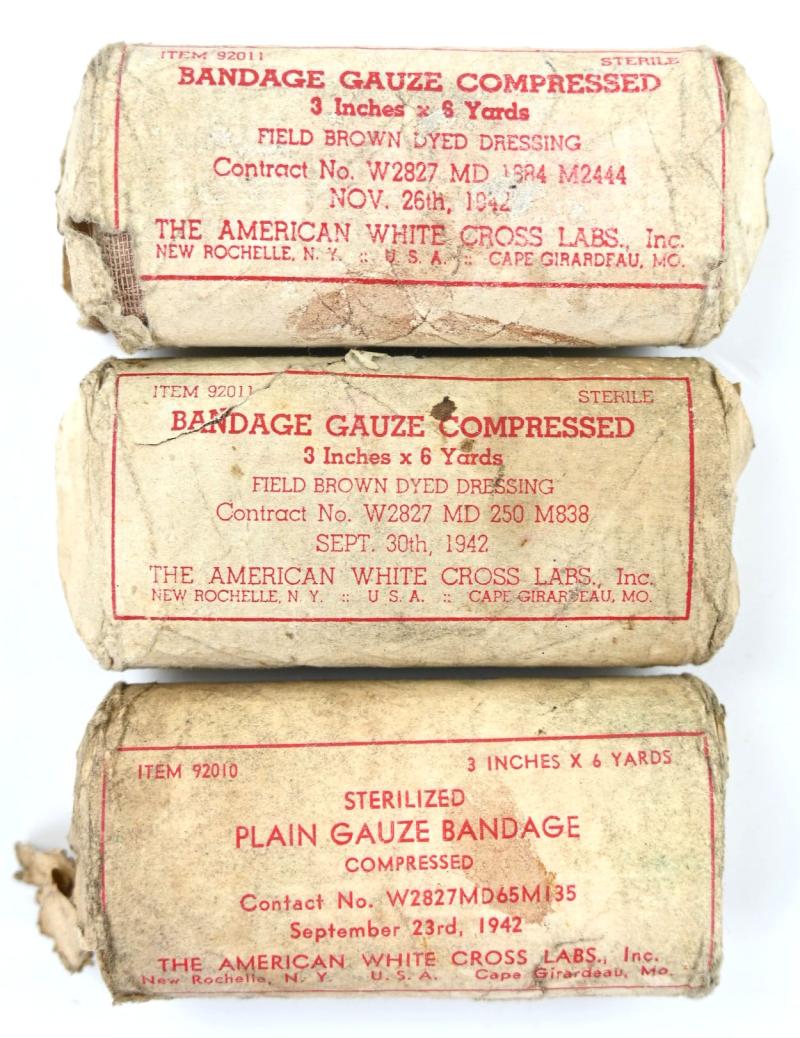 ITEM 92011 STERILE
BANDAGE GAUZE COMPRESSED
3 Inches x 6 Yards
FIELD BROWN DYED DRESSING
Contract No. W2827 MD 1884 M2444
NOV. 26th, 1942
THE AMERICAN WHITE CROSS LABS., Inc.
NEW ROCHELLE, N. Y. :: U. S. A. :: CAPE GIRARDEAU, MO.
ITEM 92011 STERILE
BANDAGE GAUZE COMPRESSED
3 Inches x 6 Yards
FIELD BROWN DYED DRESSING
Contract No. W2827 MD 250 M838
SEPT. 30th, 1942
THE AMERICAN WHITE CROSS LABS., Inc.
NEW ROCHELLE, N. Y. :: U. S. A. :: CAPE GIRARDEAU, MO.
ITEM 92010 3 INCHES X 6 YARDS
STERILIZED
PLAIN GAUZE BANDAGE
COMPRESSED
Contact No. W2827MD65M135
September 23rd, 1942
THE AMERICAN WHITE CROSS LABS., Inc.
New Rochelle, N. Y. U. S. A. Cape Girardeau, Mo.